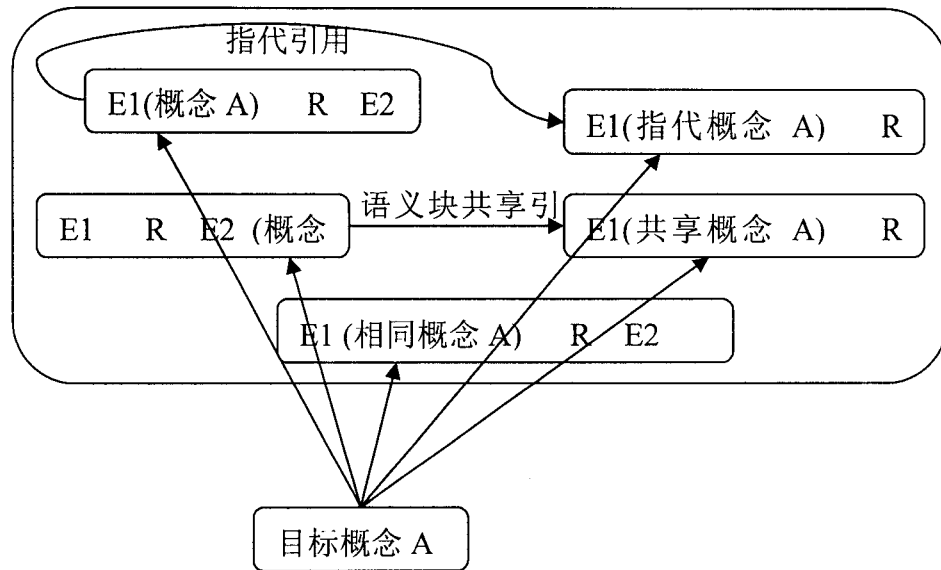 指代引用
E1(概念 A) R E2
E1(指代概念 A) R
E1 R E2 (概念
语义块共享引
E1(共享概念 A) R
E1 (相同概念 A) R E2
目标概念 A